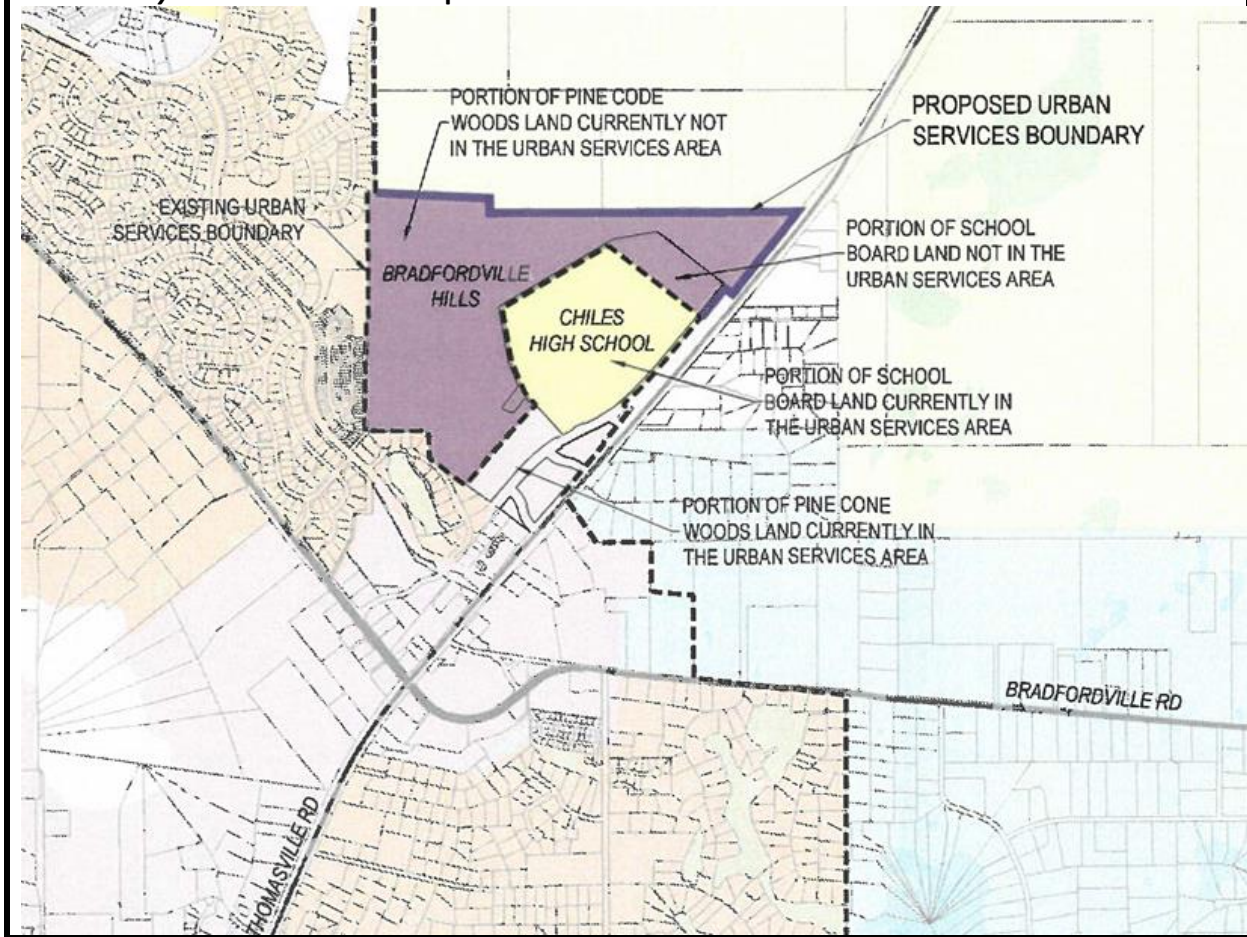 PORTION OF PINE CODE
WOODS LAND CURRENTLY NOT
IN THE URBAN SERVICES AREA
PROPOSED URBAN
SERVICES BOUNDARY
EXISTING URBAN
SERVICES BOUNDARY
PORTION OF SCHOOL
BOARD LAND NOT IN THE
URBAN SERVICES AREA
BRADFORDVILLE
HILLS
CHILES
HIGH SCHOOL
PORTION OF SCHOOL
BOARD LAND CURRENTLY IN
THE URBAN SERVICES AREA
PORTION OF PINE CONE
WOODS LAND CURRENTLY IN
THE URBAN SERVICES AREA
BRADFORDVILLE RD
THOMASVILLE RD